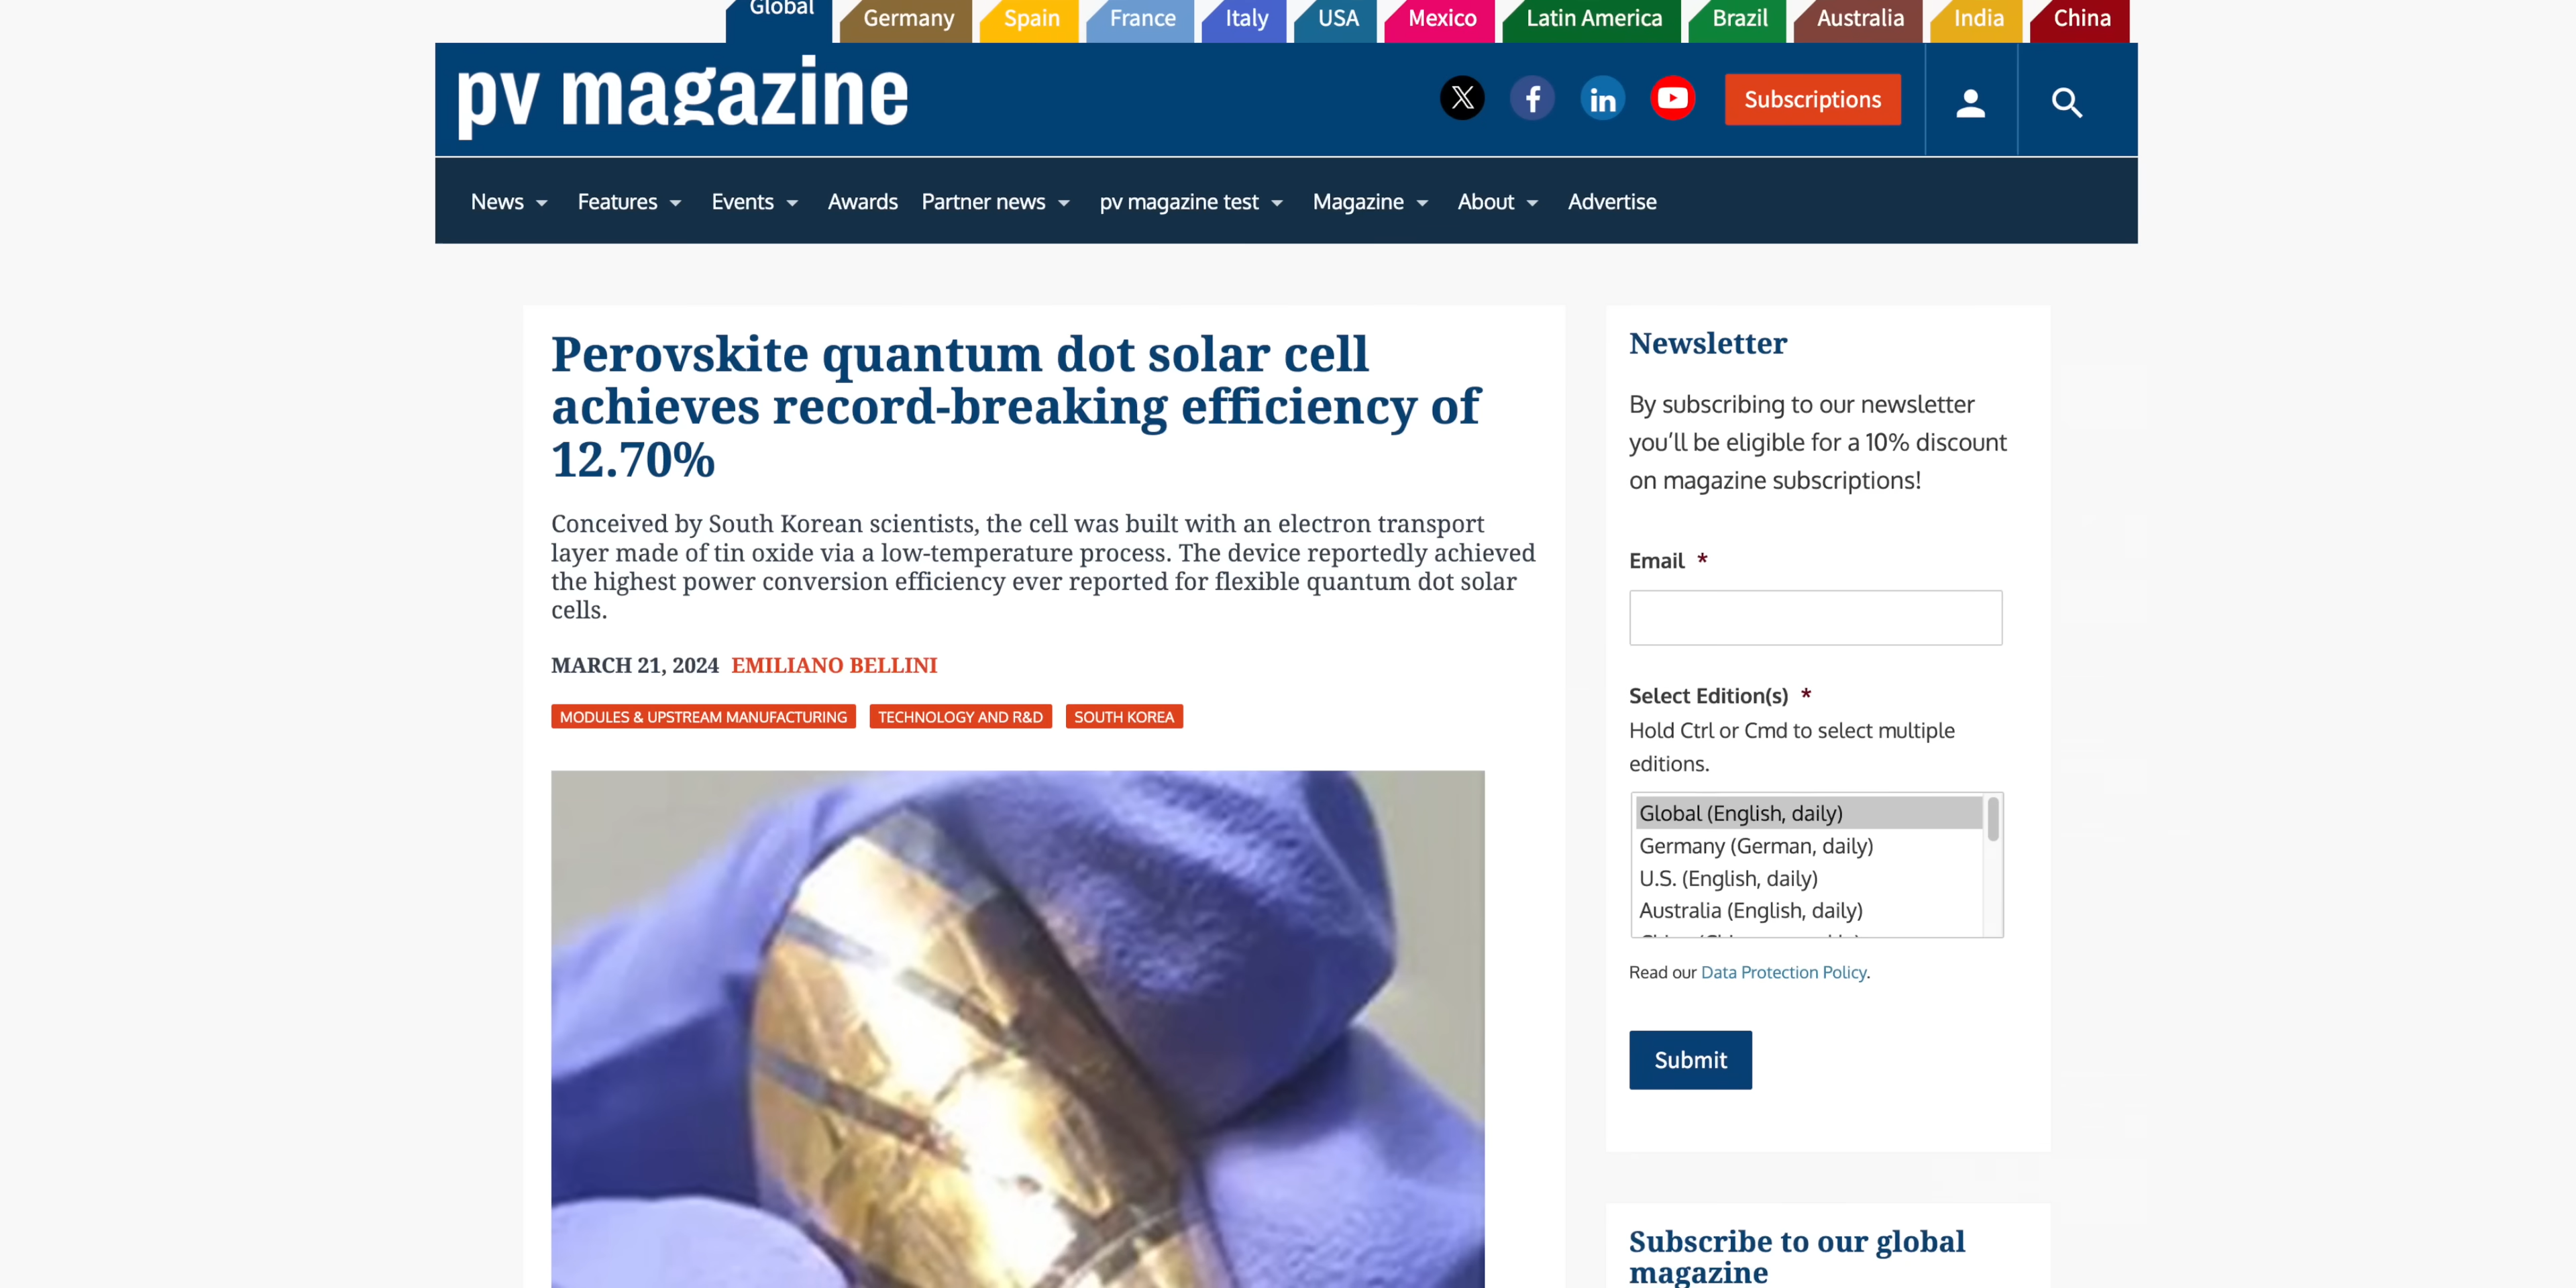 Global
Germany
Spain
France
Italy
USA
Mexico
Latin America
Brazil
Australia
India
China
pv magazine
Subscriptions
News
Features
Events
Awards
Partner news
pv magazine test
Magazine
About
Advertise
Perovskite quantum dot solar cell
achieves record-breaking efficiency of
12.70%
Conceived by South Korean scientists, the cell was built with an electron transport
layer made of tin oxide via a low-temperature process. The device reportedly achieved
the highest power conversion efficiency ever reported for flexible quantum dot solar
cells.
MARCH 21, 2024 EMILIANO BELLINI
MODULES & UPSTREAM MANUFACTURING
TECHNOLOGY AND R&D
SOUTH KOREA
Newsletter
By subscribing to our newsletter
you’ll be eligible for a 10% discount
on magazine subscriptions!
Email *
Select Edition(s) *
Hold Ctrl or Cmd to select multiple
editions.
Global (English, daily)
Germany (German, daily)
U.S. (English, daily)
Australia (English, daily)
Read our Data Protection Policy.
Submit
Subscribe to our global
magazine